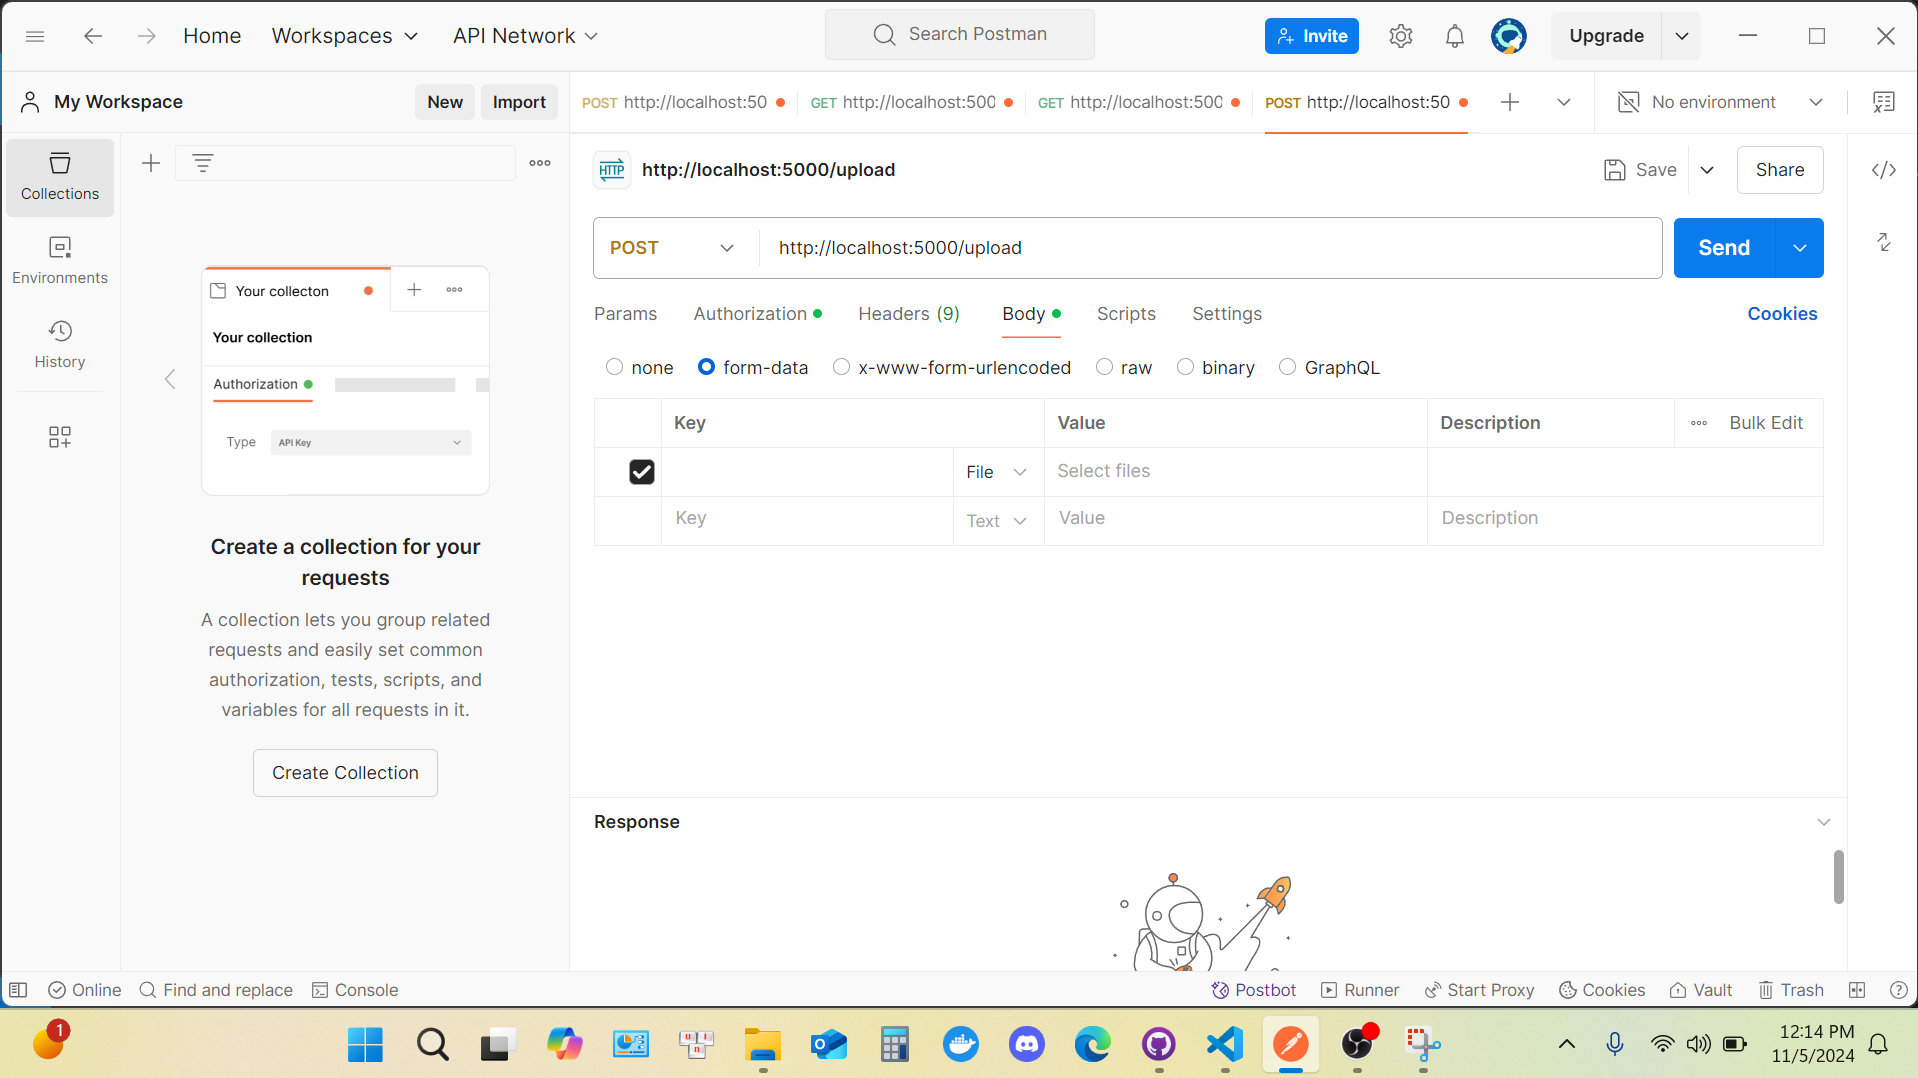 Home Workspaces API Network Search Postman Invite Upgrade
My Workspace New Import POST http://localhost:50 GET http://localhost:500 GET http://localhost:500 POST http://localhost:50 No environment
HTTP http://localhost:5000/upload Save Share
Collections
POST http://localhost:5000/upload Send
Environments
Params Authorization Headers (9) Body Scripts Settings Cookies
History
none form-data x-www-form-urlencoded raw binary GraphQL
Your collecton
Your collection
Authorization
Type API Key
Key Value Description Bulk Edit
File Select files
Key Text Value Description
Create a collection for your
requests
A collection lets you group related
requests and easily set common
authorization, tests, scripts, and
variables for all requests in it.
Create Collection
Response
Online Find and replace Console Postbot Runner Start Proxy Cookies Vault Trash
1
12:14 PM
11/5/2024